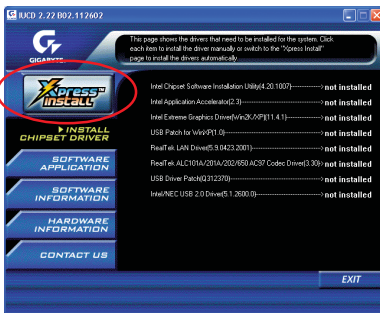 IUCD 2.22 B02.112602
GIGABYTE
This page shows the drivers that need to be installed for the system. Click
each item to install the driver manually or switch to the "Xpress Install"
page to install the drivers automatically.
Xpress™
INSTALL
INSTALL
CHIPSET DRIVER
SOFTWARE
APPLICATION
SOFTWARE
INFORMATION
HARDWARE
INFORMATION
CONTACT US
Intel Chipset Software Installation Utility(4.20.1007)-------------> not installed
Intel Application Accelerator(2.3)-------------> not installed
Intel Extreme Graphics Driver(Win2K/XP)(11.4.1)-------------> not installed
USB Patch for WinXP(1.0)-------------> not installed
RealTek LAN Driver(5.9.0423.2001)-------------> not installed
RealTek ALC101A/201A/202/650 AC97 Codec Driver(3.30)-> not installed
USB Driver Patch(Q312370)-------------> not installed
Intel/NEC USB 2.0 Driver(5.1.2600.0)-------------> not installed
EXIT